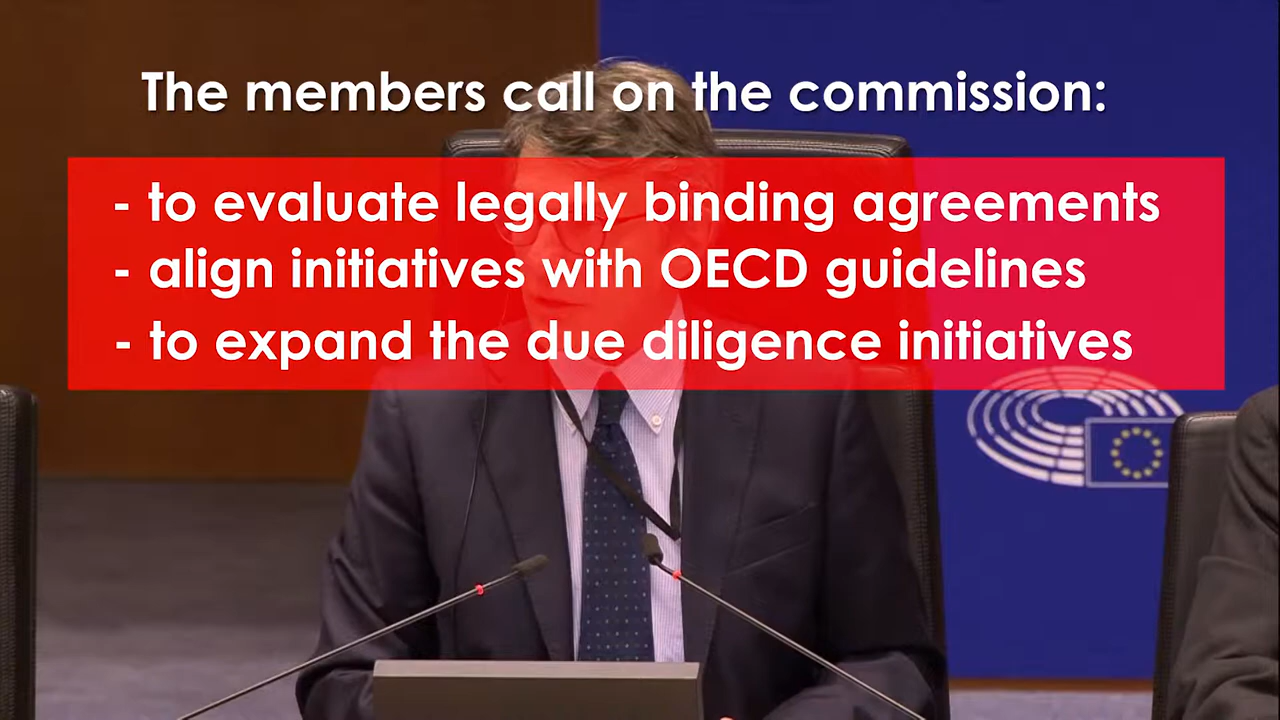 The members call on the commission:
- to evaluate legally binding agreements
- align initiatives with OECD guidelines
- to expand the due diligence initiatives